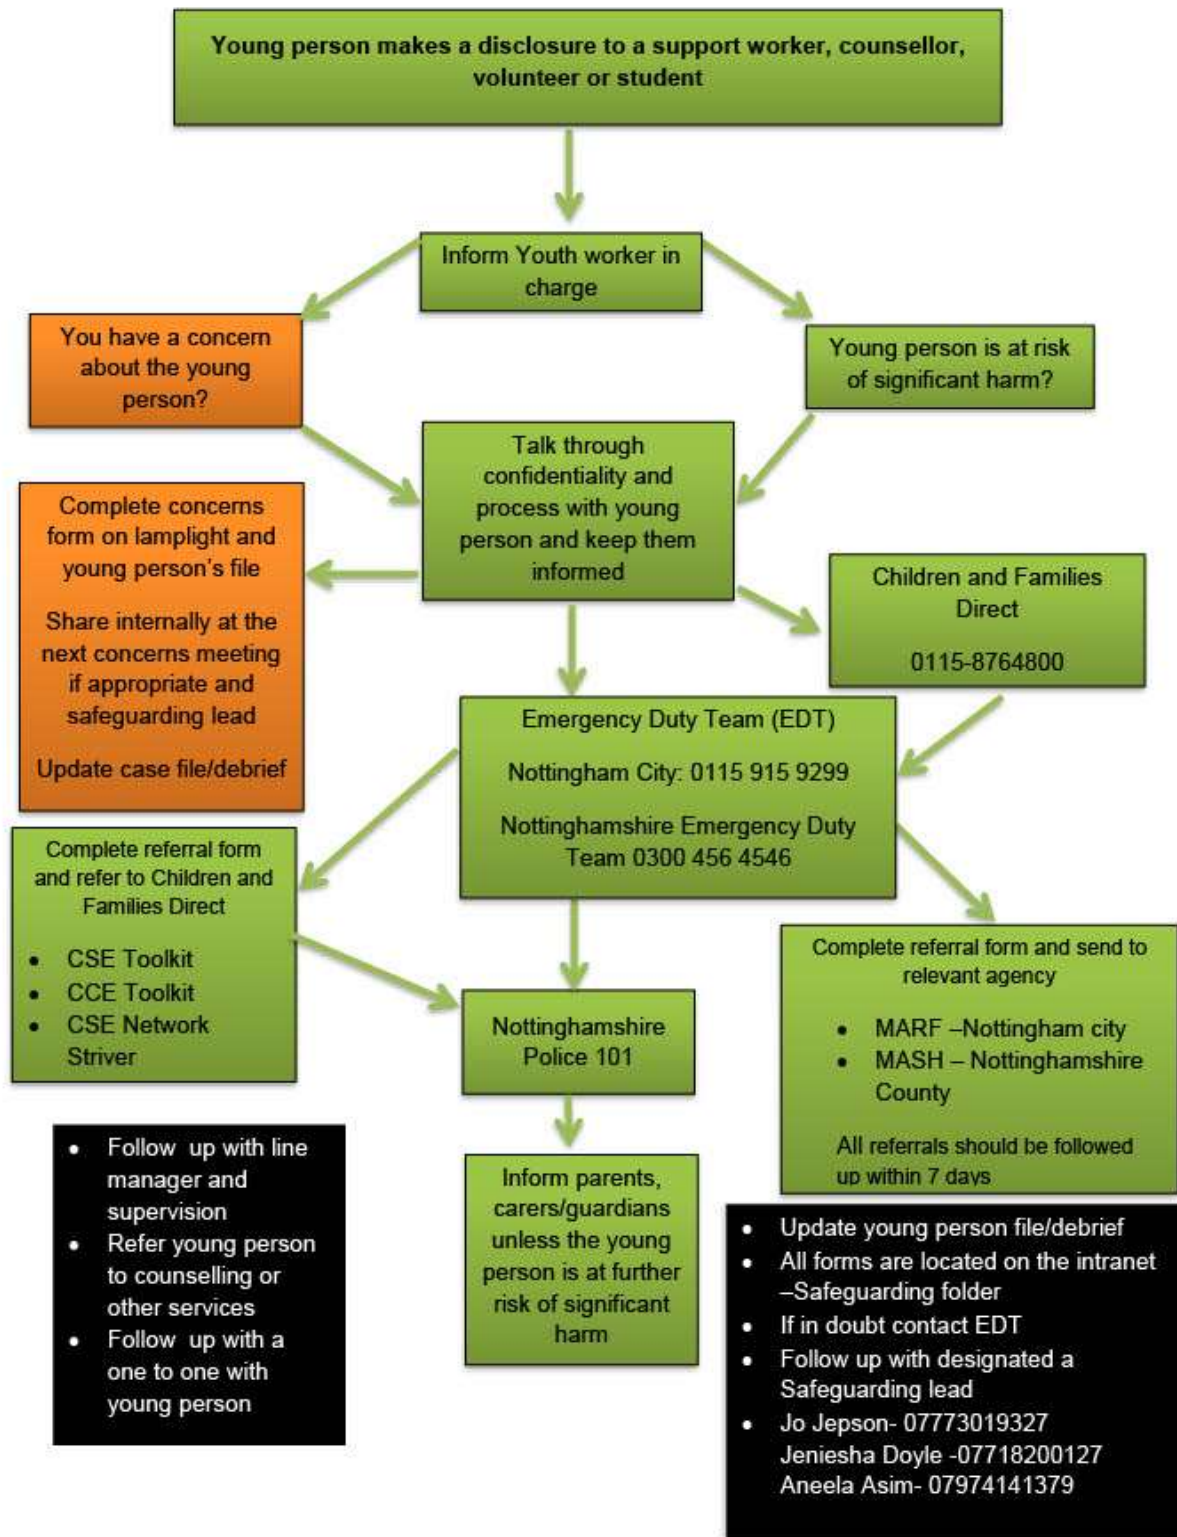 Young person makes a disclosure to a support worker, counsellor,
volunteer or student
Inform Youth worker in
charge
You have a concern
about the young
person?
Young person is at risk
of significant harm?
Talk through
confidentiality and
process with young
person and keep them
informed
Complete concerns
form on lamplight and
young person's file
Share internally at the
next concerns meeting
if appropriate and
safeguarding lead
Update case file/debrief
Children and Families
Direct
0115-8764800
Emergency Duty Team (EDT)
Nottingham City: 0115 915 9299
Nottinghamshire Emergency Duty
Team 0300 456 4546
Complete referral form
and refer to Children and
Families Direct
• CSE Toolkit
• CCE Toolkit
• CSE Network
Striver
Nottinghamshire
Police 101
Complete referral form and send to
relevant agency
• MARF –Nottingham city
• MASH – Nottinghamshire
County
All referrals should be followed
up within 7 days
• Follow  up with line
manager and
supervision
• Refer young person
to counselling or
other services
• Follow  up with a
one to one with
young person
Inform parents,
carers/guardians
unless the young
person is at further
risk of significant
harm
• Update young person file/debrief
• All forms are located on the intranet
–Safeguarding folder
• If in doubt contact EDT
• Follow up with designated a
Safeguarding lead
• Jo Jepson- 07773019327
Jeniesha Doyle -07718200127
Aneela Asim- 07974141379